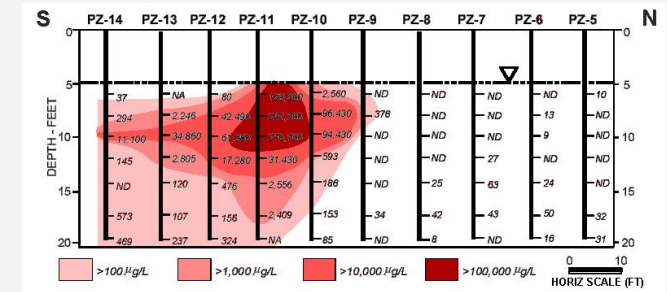 S PZ-14 PZ-13 PZ-12 PZ-11 PZ-10 PZ-9 PZ-8 PZ-7 PZ-6 PZ-5 N
0 0
5 5
37 NA 80 2,560 ND ND ND ND 10
294 2,246 42,490 96,430 376 ND ND 13 ND
10 11,100 34,860 94,430 ND ND ND 9 ND 10
145 2,805 17,280 31,430 593 ND ND 27 ND ND
15 ND 120 476 2,556 186 ND 25 63 24 ND 15
573 107 156 2,409 153 34 42 43 50 32
20 469 237 324 NA 85 ND 8 ND 16 31 20
DEPTH - FEET
>100 µg/L >1,000 µg/L >10,000 µg/L >100,000 µg/L
0 10
HORIZ SCALE (FT)